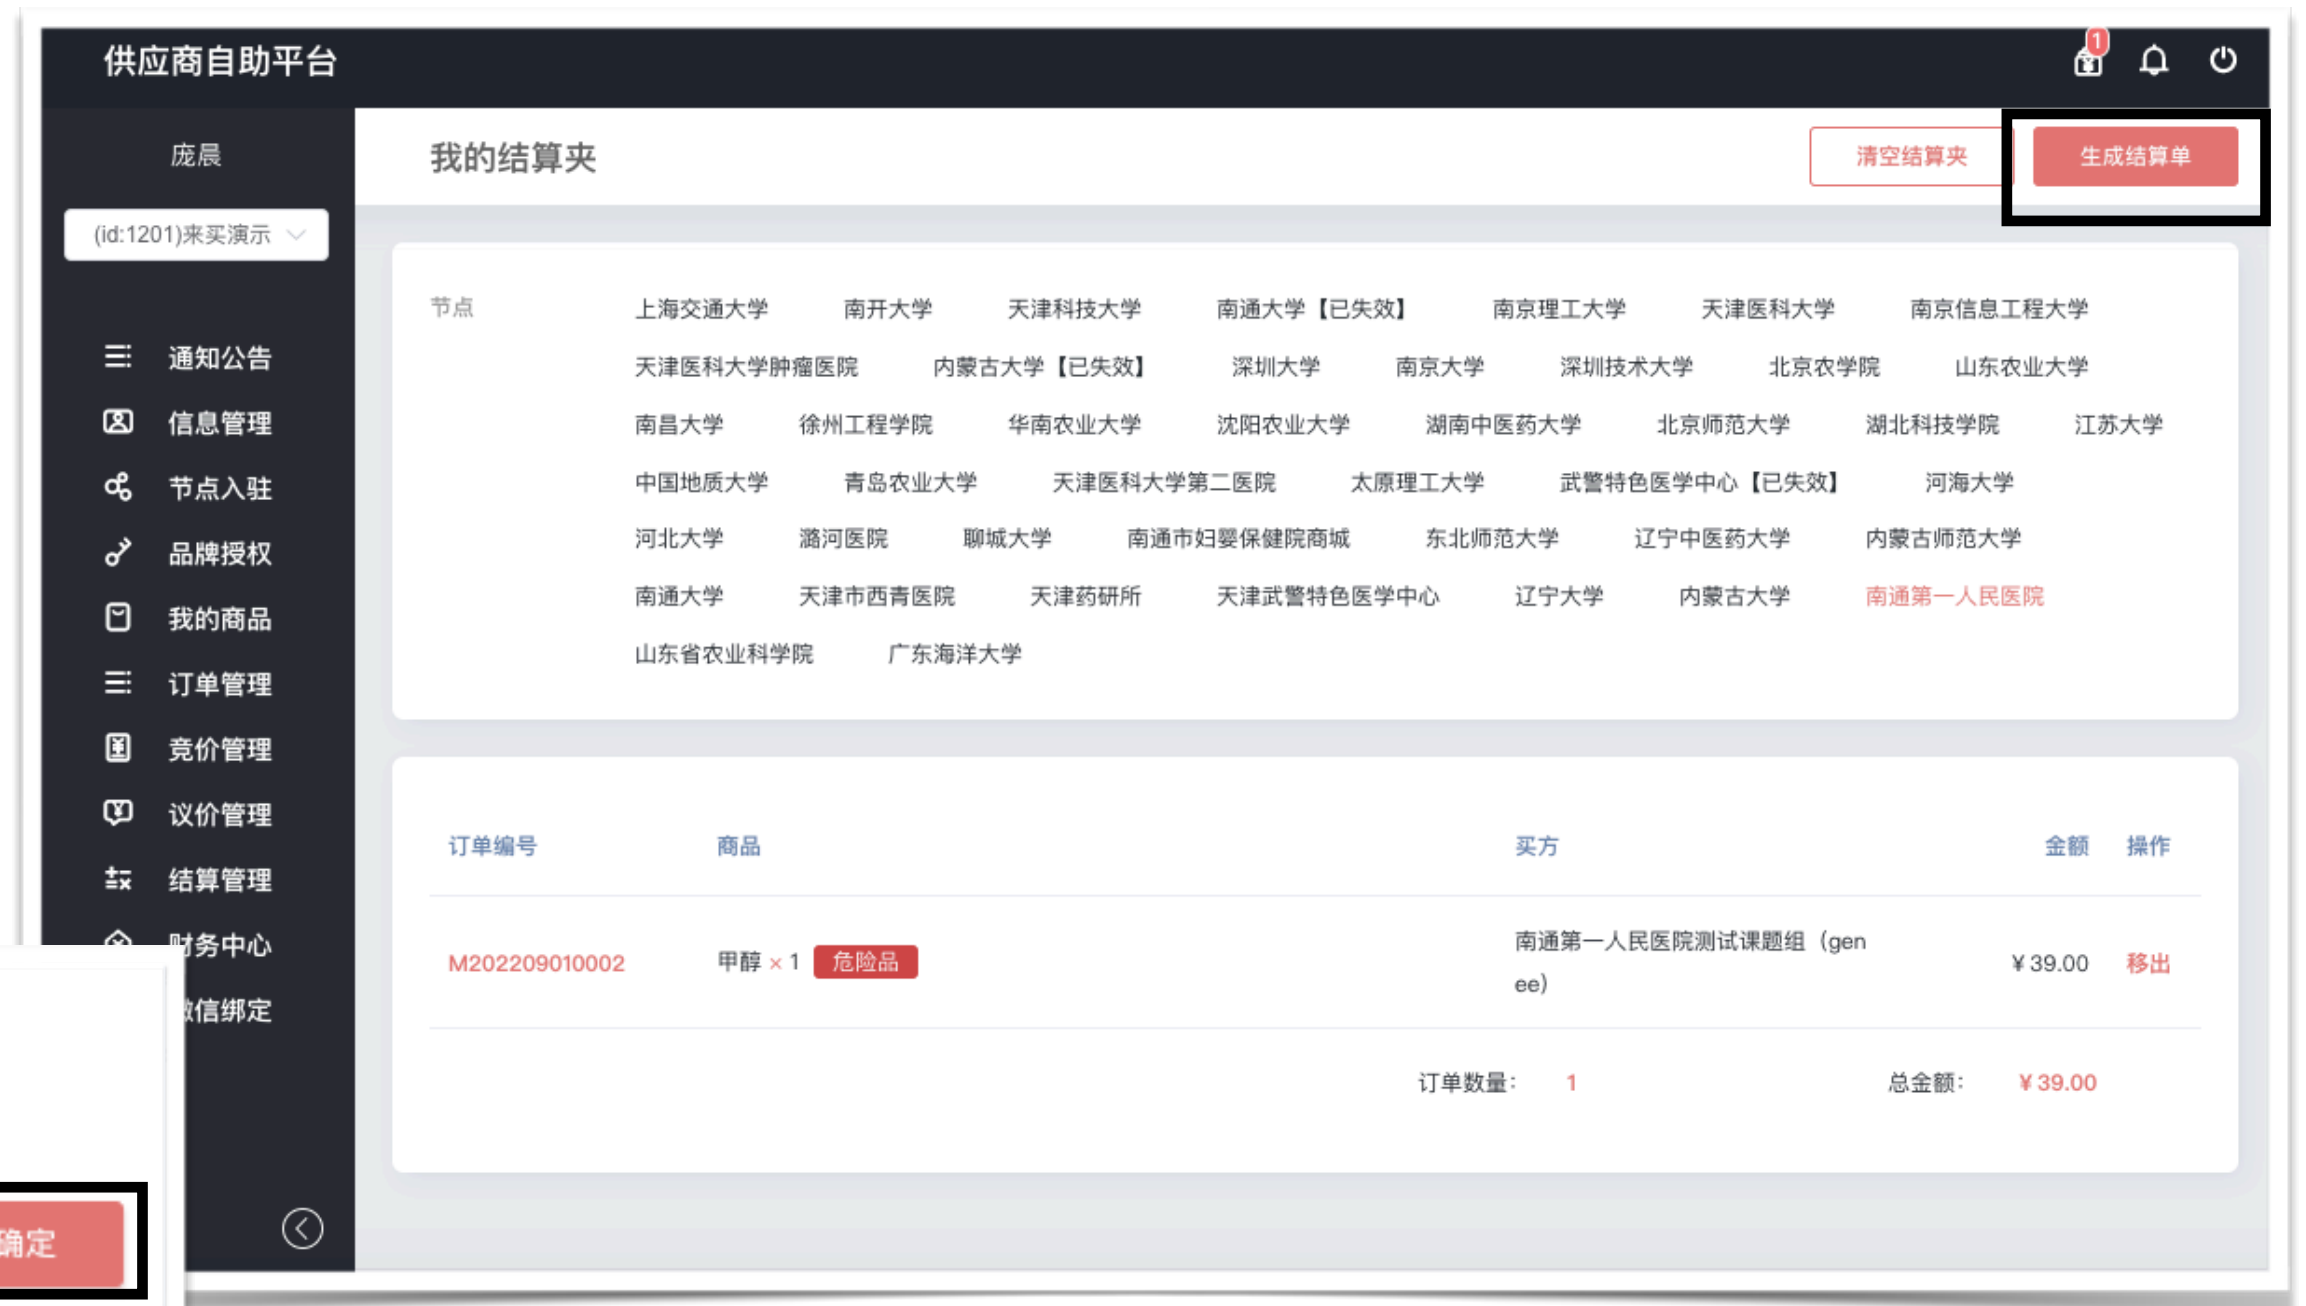 供应商自助平台
1
庞晨
(id:1201)来买演示
通知公告
信息管理
节点入驻
品牌授权
我的商品
订单管理
竞价管理
议价管理
结算管理
财务中心
微信绑定
确定
我的结算夹
清空结算夹
生成结算单
节点
上海交通大学 南开大学 天津科技大学 南通大学【已失效】 南京理工大学 天津医科大学 南京信息工程大学
天津医科大学肿瘤医院 内蒙古大学【已失效】 深圳大学 南京大学 深圳技术大学 北京农学院 山东农业大学
南昌大学 徐州工程学院 华南农业大学 沈阳农业大学 湖南中医药大学 北京师范大学 湖北科技学院 江苏大学
中国地质大学 青岛农业大学 天津医科大学第二医院 太原理工大学 武警特色医学中心【已失效】 河海大学
河北大学 潞河医院 聊城大学 南通市妇婴保健院商城 东北师范大学 辽宁中医药大学 内蒙古师范大学
南通大学 天津市西青医院 天津药研所 天津武警特色医学中心 辽宁大学 内蒙古大学 南通第一人民医院
山东省农业科学院 广东海洋大学
订单编号 商品 买方 金额 操作
M202209010002 甲醇 × 1 危险品 南通第一人民医院测试课题组（gen
ee） ¥ 39.00 移出
订单数量： 1 总金额： ¥ 39.00